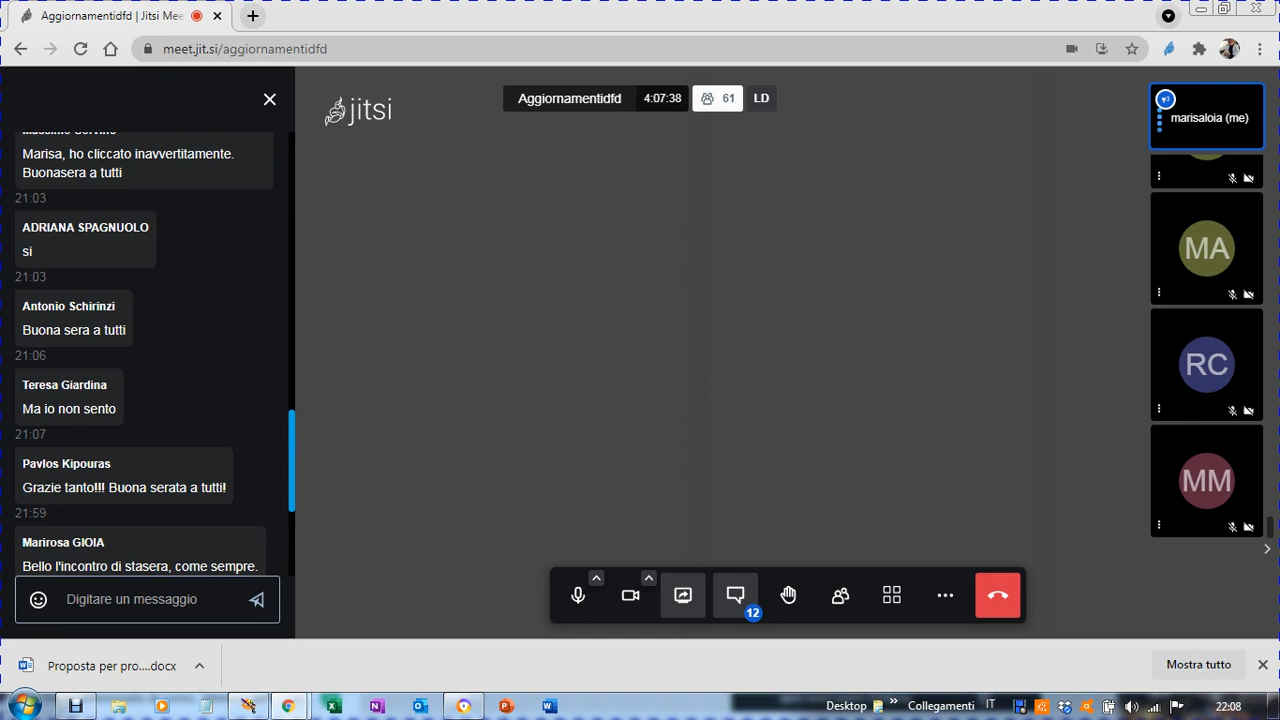 Aggiornamentidfd | Jitsi Mee
meet.jit.si/aggiornamentidfd
jitsi
Aggiornamentidfd 4:07:38 61 LD
marisaloia (me)
Marisa, ho cliccato inavvertitamente.
Buonasera a tutti
21:03
ADRIANA SPAGNUOLO
si
21:03
Antonio Schirinzi
Buona sera a tutti
21:06
Teresa Giardina
Ma io non sento
21:07
Pavlos Kipouras
Grazie tanto!!! Buona serata a tutti!
21:59
Marirosa GIOIA
Bello l'incontro di stasera, come sempre.
Digitare un messaggio
MA
RC
MM
12
Proposta per pro....docx
Mostra tutto
Desktop
»
Collegamenti
IT
22:08